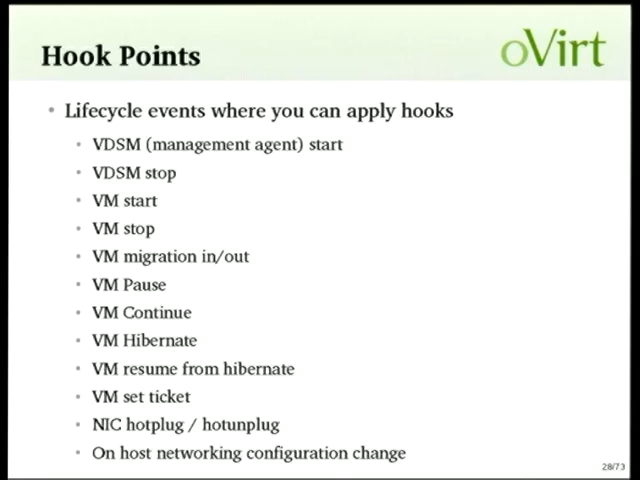 Hook Points
oVirt
• Lifecycle events where you can apply hooks
• VDSM (management agent) start
• VDSM stop
• VM start
• VM stop
• VM migration in/out
• VM Pause
• VM Continue
• VM Hibernate
• VM resume from hibernate
• VM set ticket
• NIC hotplug / hotunplug
• On host networking configuration change
28/73